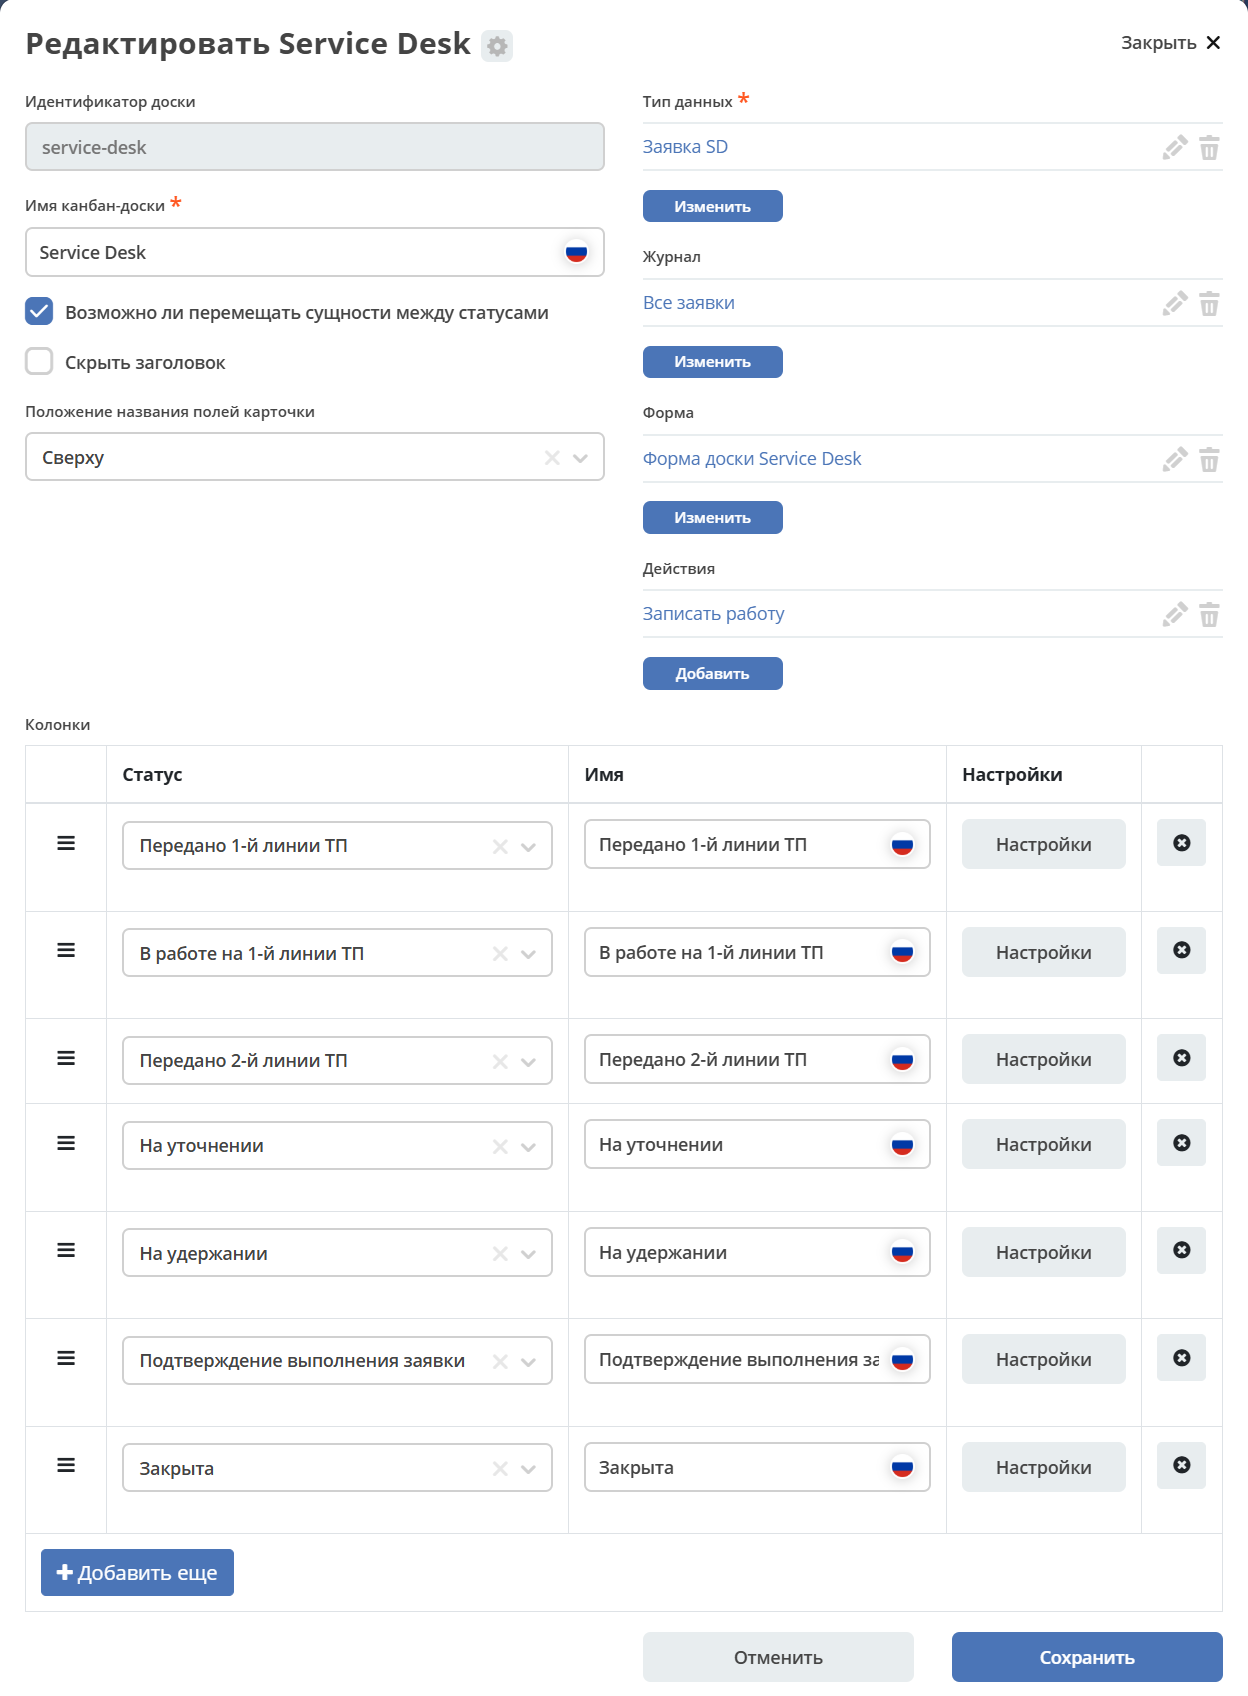 Редактировать Service Desk
Закрыть
Идентификатор доски
service-desk
Имя канбан-доски *
Service Desk
Возможно ли перемещать сущности между статусами
Скрыть заголовок
Положение названия полей карточки
Сверху
Тип данных *
Заявка SD
Изменить
Журнал
Все заявки
Изменить
Форма
Форма доски Service Desk
Изменить
Действия
Записать работу
Добавить
Колонки
Статус Имя Настройки
Передано 1-й линии ТП Передано 1-й линии ТП Настройки
В работе на 1-й линии ТП В работе на 1-й линии ТП Настройки
Передано 2-й линии ТП Передано 2-й линии ТП Настройки
На уточнении На уточнении Настройки
На удержании На удержании Настройки
Подтверждение выполнения заявки Подтверждение выполнения за Настройки
Закрыта Закрыта Настройки
Добавить еще
Отменить Сохранить